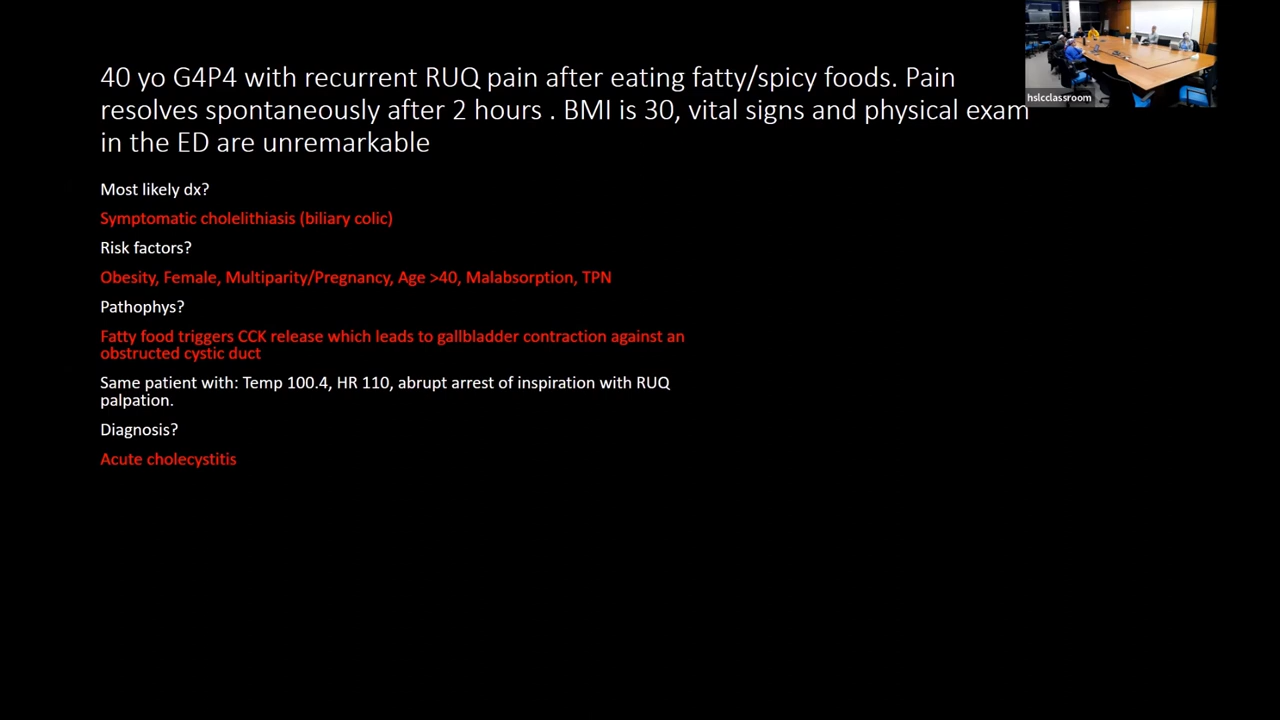 40 yo G4P4 with recurrent RUQ pain after eating fatty/spicy foods. Pain
resolves spontaneously after 2 hours . BMI is 30, vital signs and physical exam
in the ED are unremarkable
hslcclassroom
Most likely dx?
Symptomatic cholelithiasis (biliary colic)
Risk factors?
Obesity, Female, Multiparity/Pregnancy, Age >40, Malabsorption, TPN
Pathophys?
Fatty food triggers CCK release which leads to gallbladder contraction against an
obstructed cystic duct
Same patient with: Temp 100.4, HR 110, abrupt arrest of inspiration with RUQ
palpation.
Diagnosis?
Acute cholecystitis